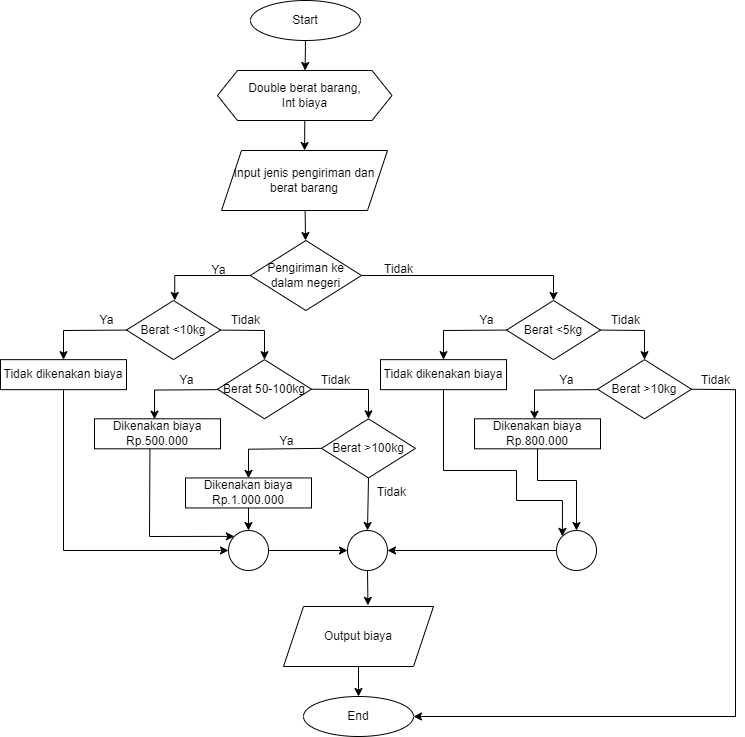 Start
Double berat barang,
Int biaya
Input jenis pengiriman dan
berat barang
Pengiriman ke
dalam negeri
Ya
Tidak
Berat <10kg
Ya
Tidak
Berat <5kg
Ya
Tidak
Tidak dikenakan biaya
Berat 50-100kg
Ya
Tidak
Tidak dikenakan biaya
Berat >10kg
Ya
Tidak
Dikenakan biaya
Rp.500.000
Berat >100kg
Ya
Tidak
Dikenakan biaya
Rp.800.000
Dikenakan biaya
Rp.1.000.000
Output biaya
End